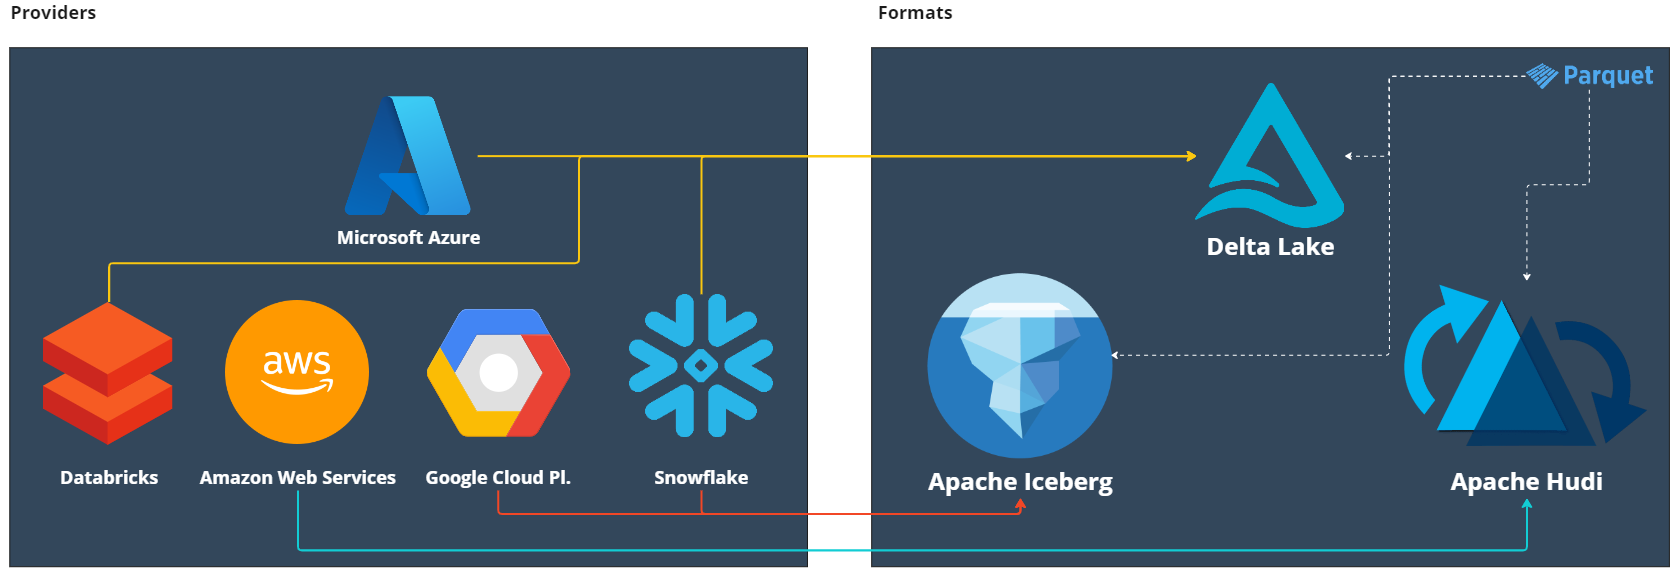 Providers
Formats
Parquet
Microsoft Azure
Delta Lake
aws
Databricks
Amazon Web Services
Google Cloud Pl.
Snowflake
Apache Iceberg
Apache Hudi